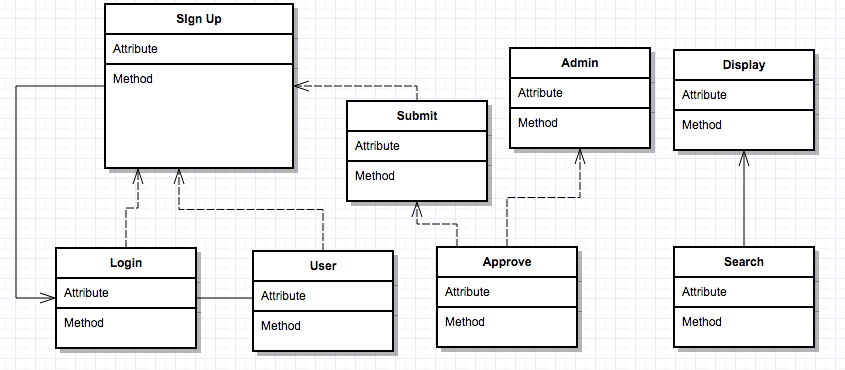 SIgn Up
Attribute
Method
Submit
Attribute
Method
Admin
Attribute
Method
Display
Attribute
Method
Login
Attribute
Method
User
Attribute
Method
Approve
Attribute
Method
Search
Attribute
Method